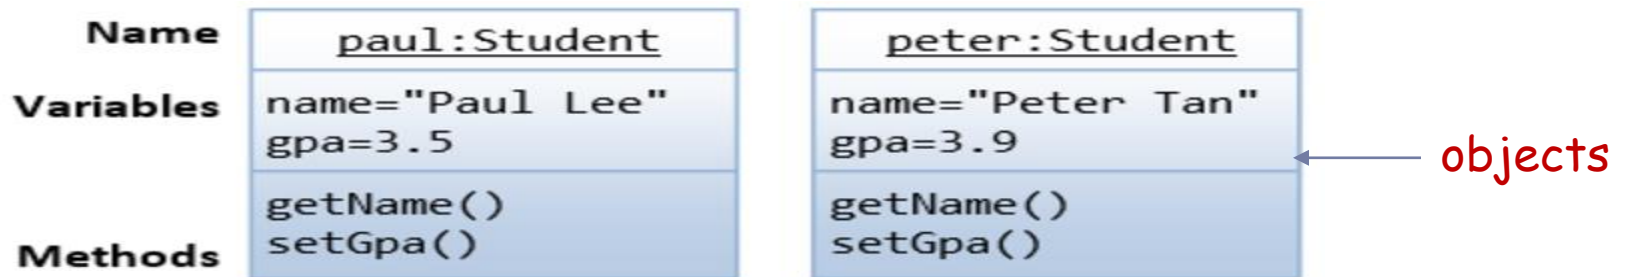 Name
paul:Student
peter:Student
Variables
name="Paul Lee"
gpa=3.5
name="Peter Tan"
gpa=3.9
objects
Methods
getName()
setGpa()
getName()
setGpa()